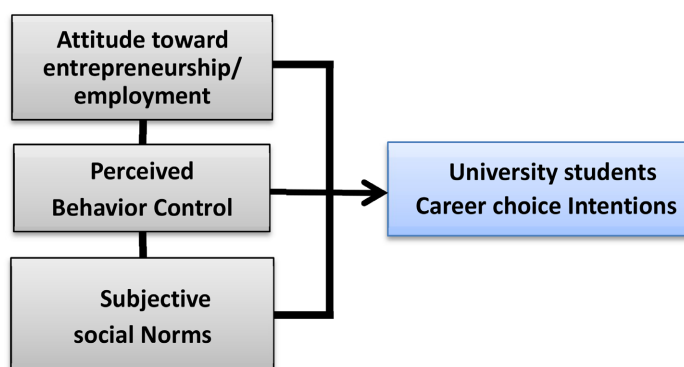 Attitude toward
entrepreneurship/
employment
Perceived
Behavior Control
Subjective
social Norms
University students
Career choice Intentions